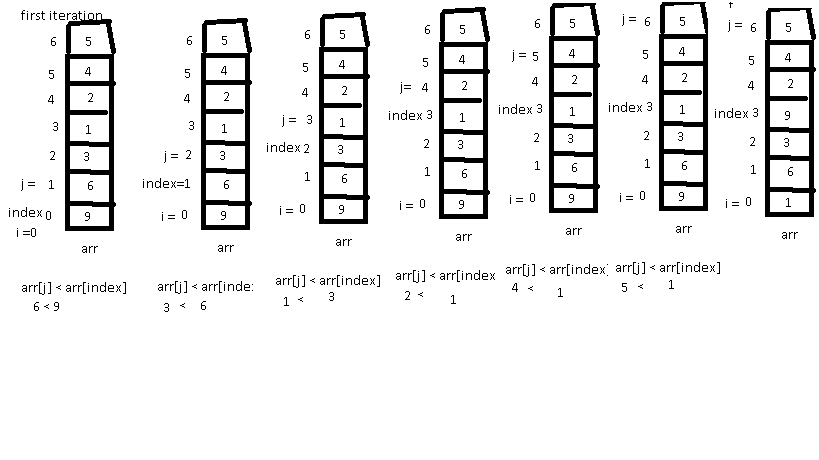 first iteration
6 5
5 4
4 2
3 1
2 3
j = 1 6
index 0 9
i =0
arr
arr[j] < arr[index]
6 < 9
6 5
5 4
4 2
3 1
j = 2 3
index=1 6
i = 0 9
arr
arr[j] < arr[inde:
3 < 6
6 5
5 4
4 2
j = 3 1
index 2 3
1 6
i = 0 9
arr
arr[j] < arr[index]
1 < 3
6 5
5 4
j= 4 2
index 3 1
2 3
1 6
i = 0 9
arr
arr[j] < arr[index
2 < 1
6 5
j = 5 4
4 2
index 3 1
2 3
1 6
i = 0 9
arr
arr[j] < arr[index]
4 < 1
j = 6 5
5 4
4 2
index 3 1
2 3
1 6
i = 0 9
arr
arr[j] < arr[index]
5 < 1
j = 6 5
5 4
4 2
index 3 9
2 3
1 6
i = 0 1
arr